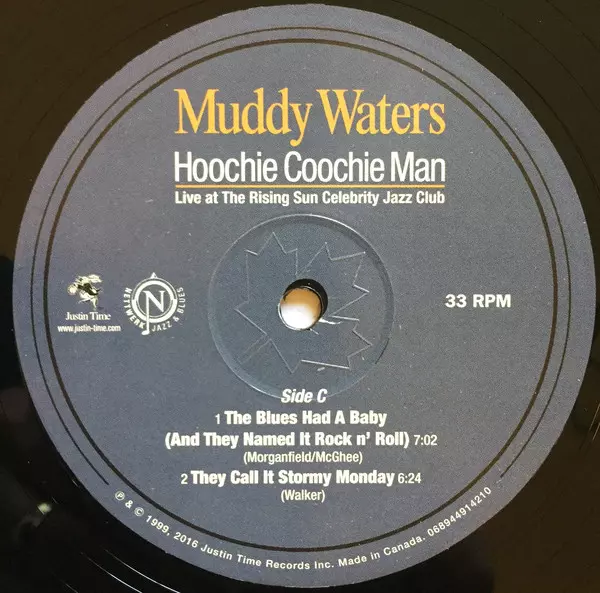 Muddy Waters
Hoochie Coochie Man
Live at The Rising Sun Celebrity Jazz Club
Justin Time
www.justin-time.com
N
NETTWERK JAZZ & BLUES
33 RPM
Side C
1 The Blues Had A Baby
(And They Named It Rock n' Roll) 7:02
(Morganfield/McGhee)
2 They Call It Stormy Monday 6:24
(Walker)
℗ & © 1999, 2016 Justin Time Records Inc. Made in Canada. 068944914210